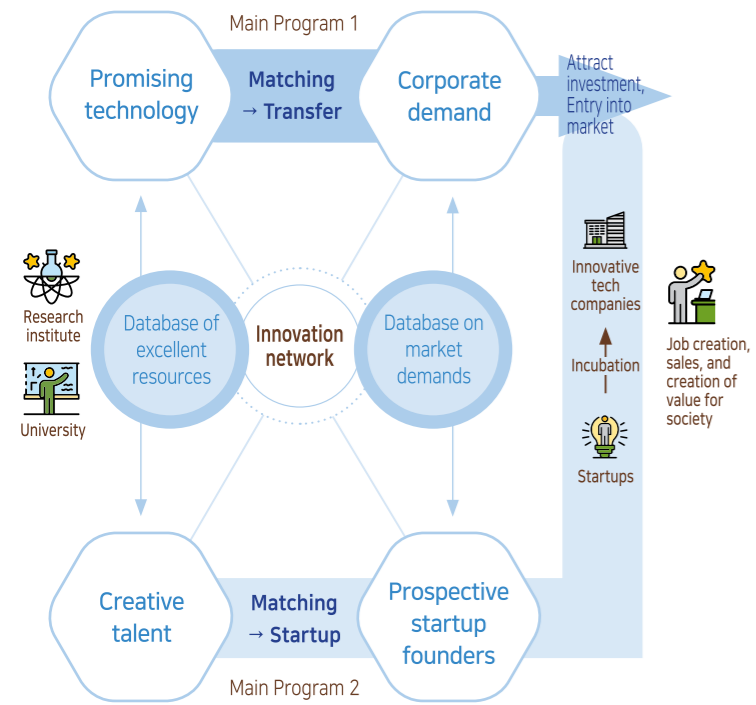 Main Program 1
Promising
technology
Matching
→ Transfer
Corporate
demand
Attract
investment,
Entry into
market
Research
institute
University
Database of
excellent
resources
Innovation
network
Database on
market
demands
Innovative
tech
companies
Incubation
Startups
Job creation,
sales, and
creation of
value for
society
Creative
talent
Matching
→ Startup
Prospective
startup
founders
Main Program 2